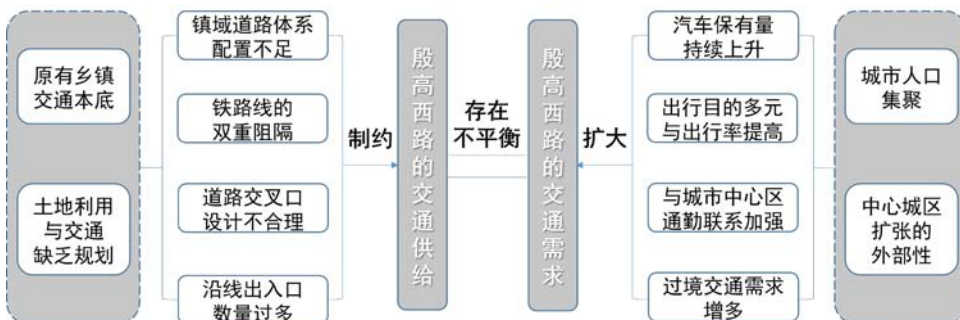 原有乡镇
交通本底
土地利用
与交通
缺乏规划
镇域道路体系
配置不足
铁路线的
双重阻隔
道路交叉口
设计不合理
沿线出入口
数量过多
制约
殷高西路的交通供给
存在
不平衡
殷高西路的交通需求
扩大
汽车保有量
持续上升
出行目的多元
与出行率提高
与城市中心区
通勤联系加强
过境交通需求
增多
城市人口
集聚
中心城区
扩张的
外部性